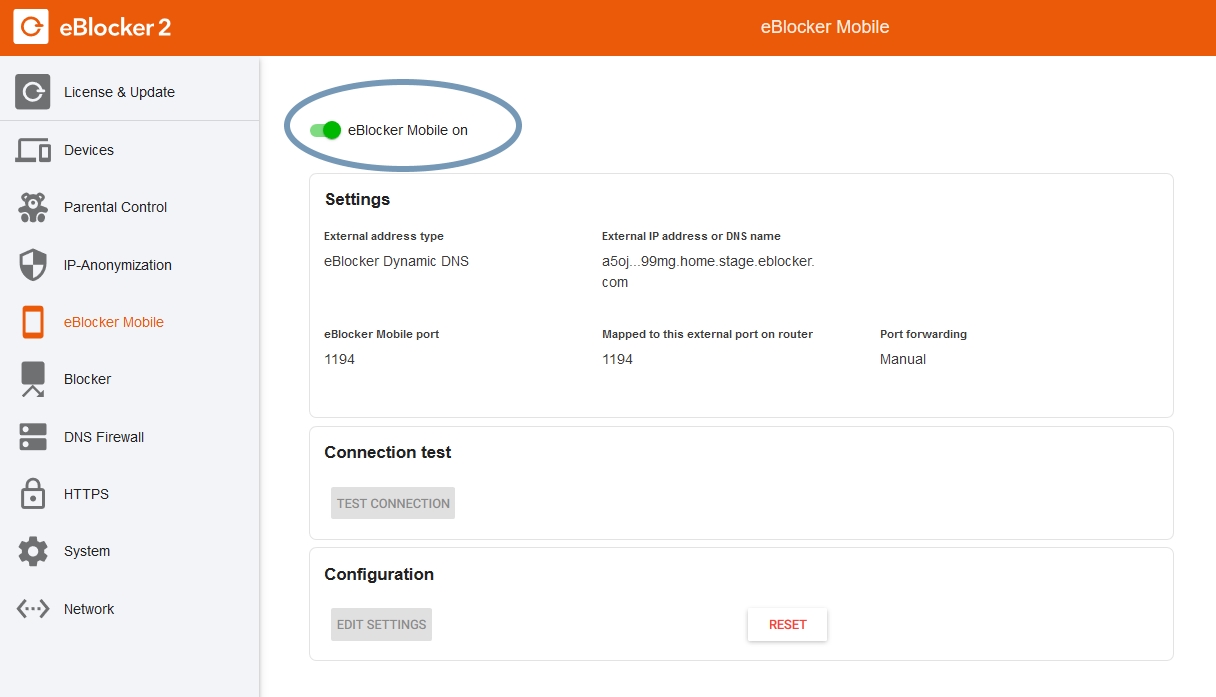 eBlocker 2
eBlocker Mobile
License & Update
Devices
Parental Control
IP-Anonymization
eBlocker Mobile
Blocker
DNS Firewall
HTTPS
System
Network
eBlocker Mobile on
Settings
External address type
eBlocker Dynamic DNS
External IP address or DNS name
a5oj...99mg.home.stage.eblocker.
com
eBlocker Mobile port
1194
Mapped to this external port on router
1194
Port forwarding
Manual
Connection test
TEST CONNECTION
Configuration
EDIT SETTINGS
RESET